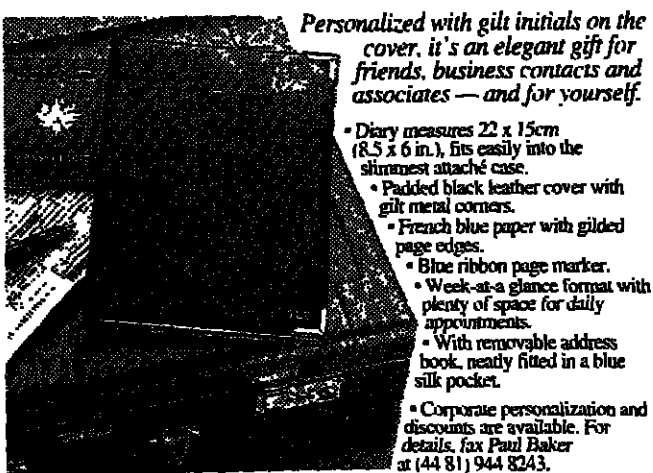 Personalized with gilt initials on the
cover, it's an elegant gift for
friends, business contacts and
associates — and for yourself.
• Diary measures 22 x 15cm
(8.5 x 6 in.), fits easily into the
slimmest attaché case.
• Padded black leather cover with
gilt metal corners.
• French blue paper with gilded
page edges.
• Blue ribbon page marker.
• Week-at-a glance format with
plenty of space for daily
appointments.
• With removable address
book, neatly fitted in a blue
silk pocket.
• Corporate personalization and
discounts are available. For
details, fax Paul Baker
at (44 81) 944 8243.